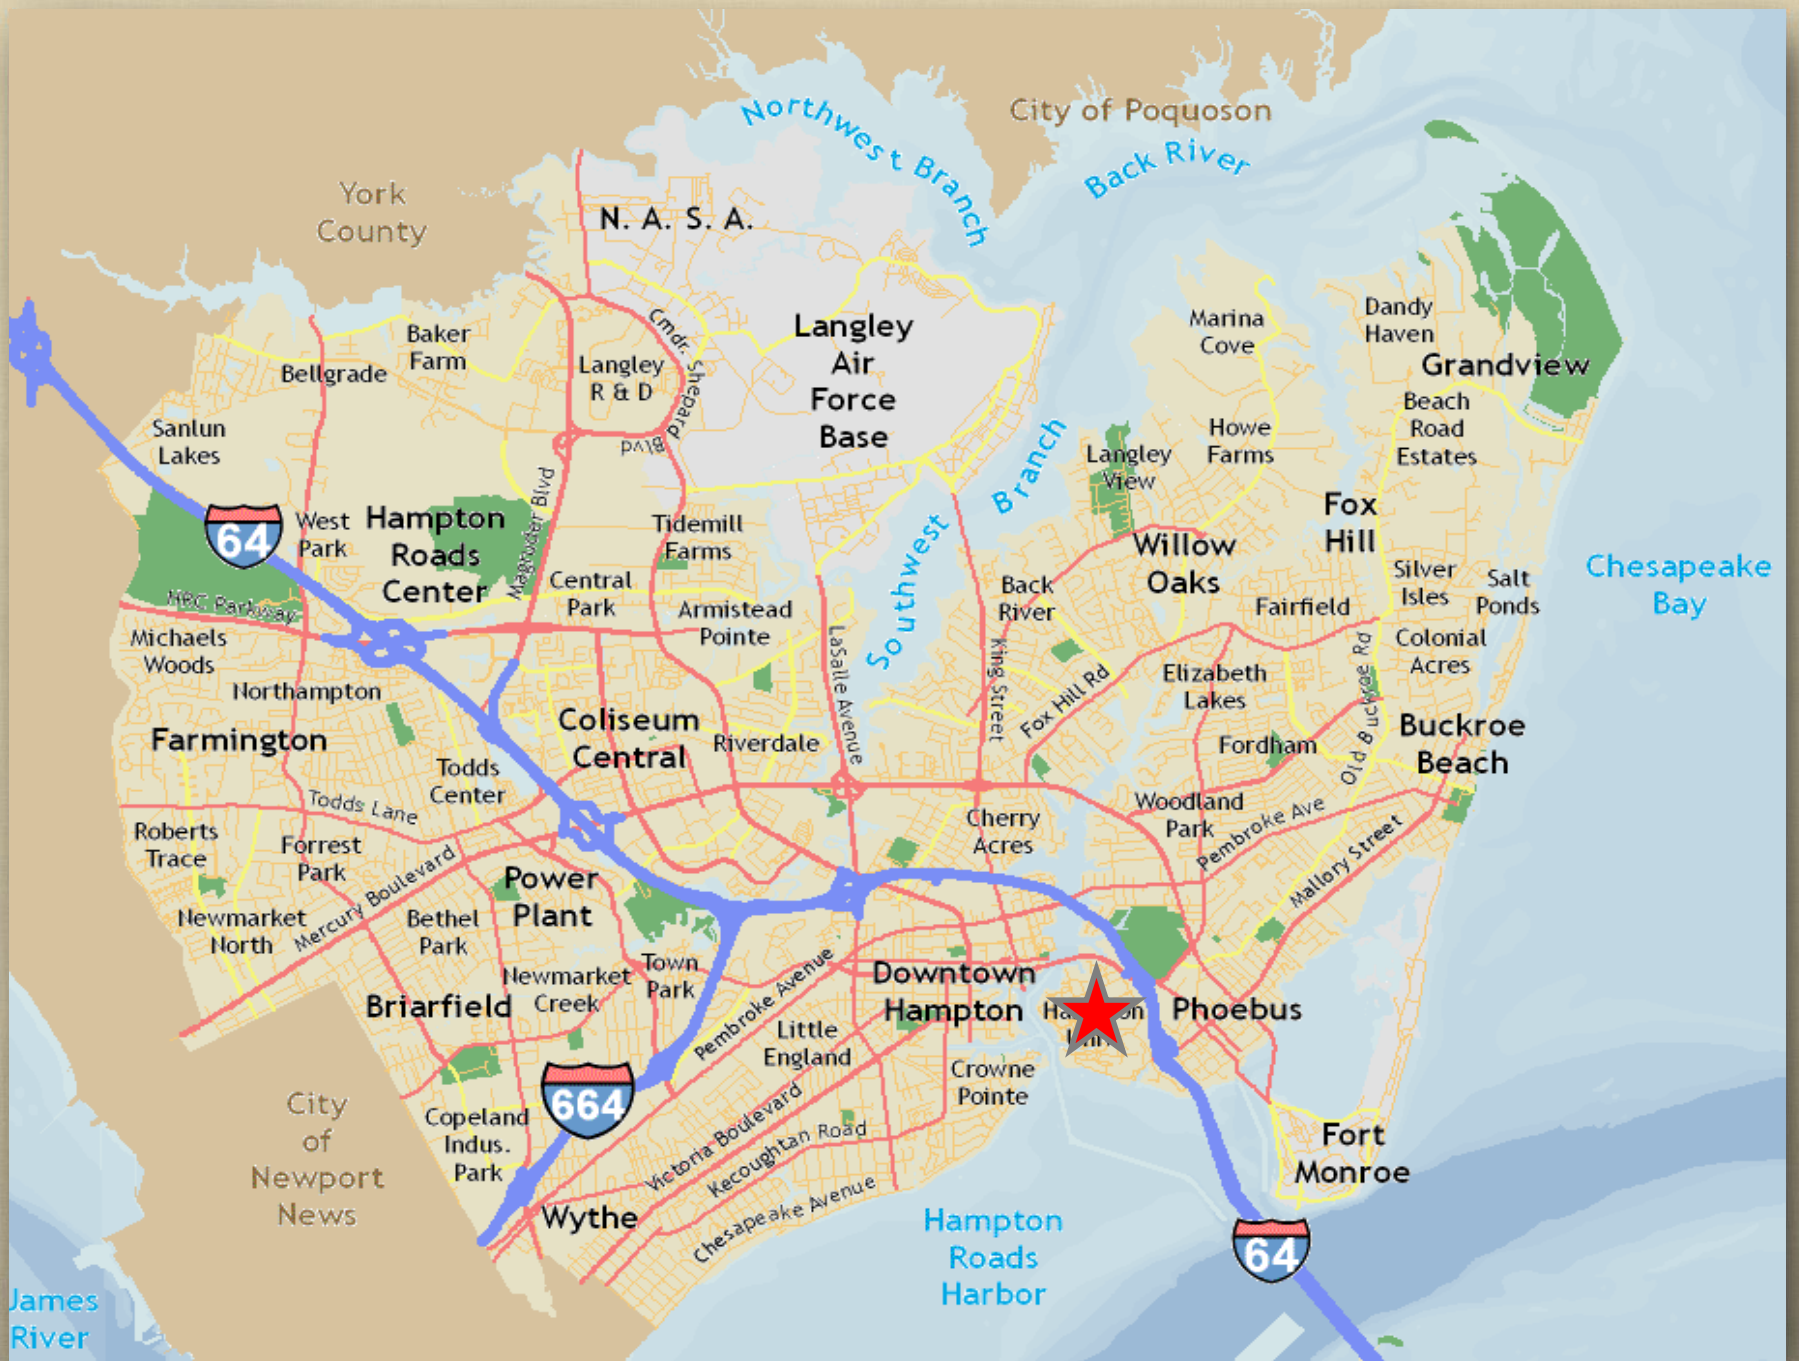 Northwest Branch
City of Poquoson
Back River
York
County
N. A. S. A.
Baker
Farm
Bellgrade
Cmdr. Shepard Blvd
Langley
R & D
Langley
Air
Force
Base
Marina
Cove
Dandy
Haven
Grandview
Sanlun
Lakes
Beach
Road
Estates
Howe
Farms
Langley
View
Southwest Branch
64
West
Park
Hampton
Roads
Center
Magruder Blvd
Tidemill
Farms
Willow
Oaks
Fox
Hill
Chesapeake
Bay
Silver
Isles
Salt
Ponds
Central
Park
Back
River
Fairfield
HRC Parkway
Armistead
Pointe
Michaels
Woods
Colonial
Acres
Northampton
LaSalle Avenue
King Street
Fox Hill Rd
Elizabeth
Lakes
Old Buckroe Rd
Farmington
Coliseum
Central
Riverdale
Fordham
Buckroe
Beach
Todds
Center
Todds Lane
Roberts
Trace
Forrest
Park
Cherry
Acres
Woodland
Park
Pembroke Ave
Mallory Street
Mercury Boulevard
Power
Plant
Newmarket
North
Bethel
Park
Newmarket
Creek
Town
Park
Briarfield
Pembroke Avenue
Downtown
Hampton
Phoebus
Little
England
Crowne
Pointe
664
City
of
Newport
News
Copeland
Indus.
Park
Victoria Boulevard
Kecoughtan Road
Chesapeake Avenue
Wythe
Fort
Monroe
Hampton
Roads
Harbor
64
James
River